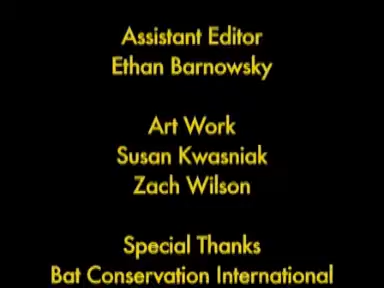 Assistant Editor
Ethan Barnowsky
Art Work
Susan Kwasniak
Zach Wilson
Special Thanks
Bat Conservation International